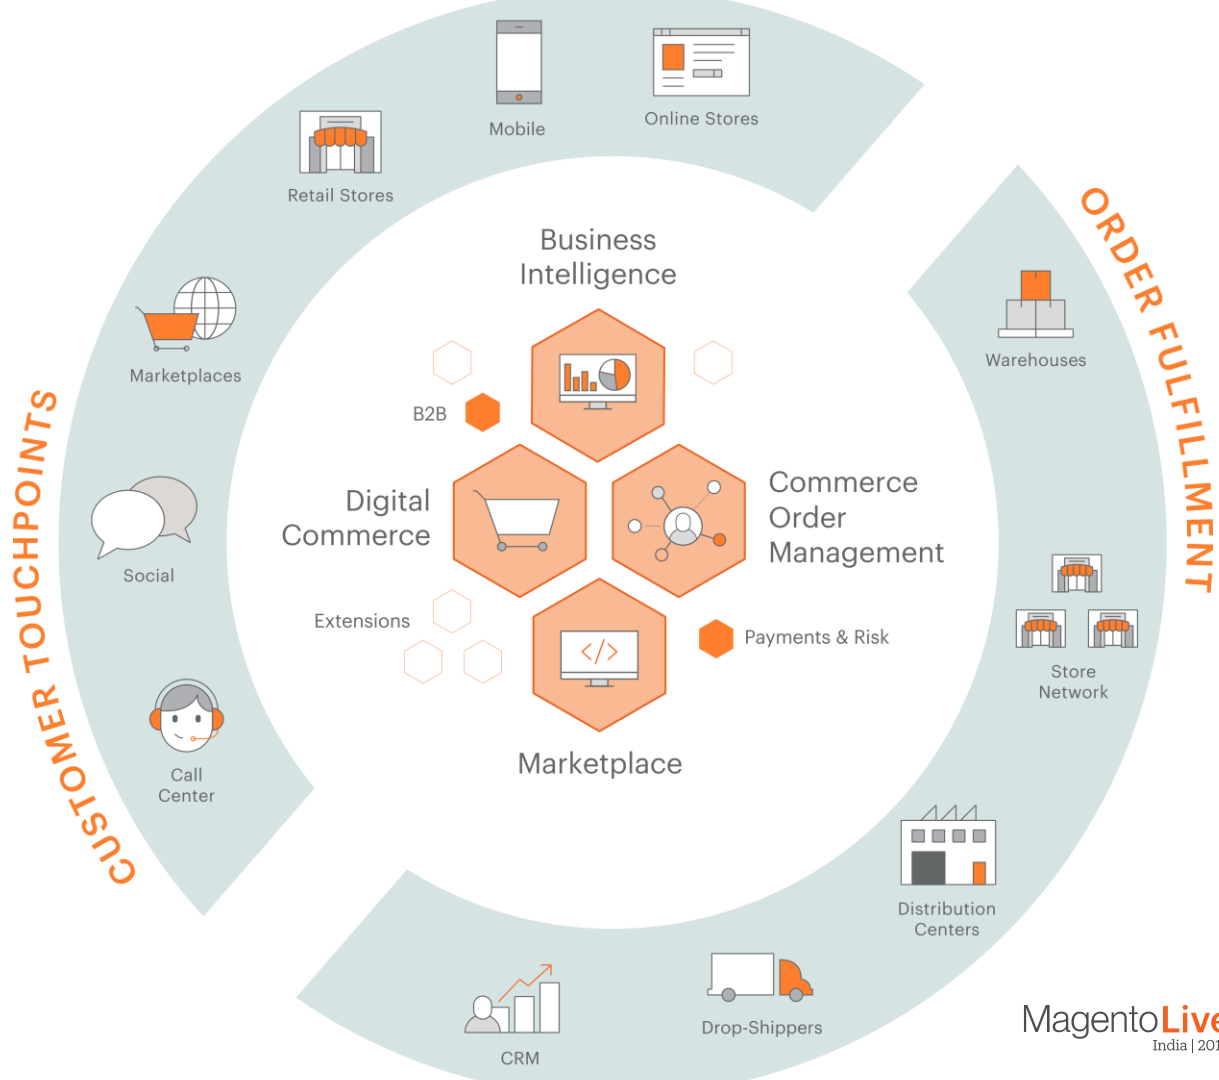 Mobile
Online Stores
Retail Stores
Marketplaces
Social
Call
Center
CUSTOMER TOUCHPOINTS
Business
Intelligence
B2B
Digital
Commerce
Commerce
Order
Management
Extensions
</>
Payments & Risk
Marketplace
ORDER FULFILLMENT
Warehouses
Store
Network
Distribution
Centers
Drop-Shippers
CRM
MagentoLive
India | 201